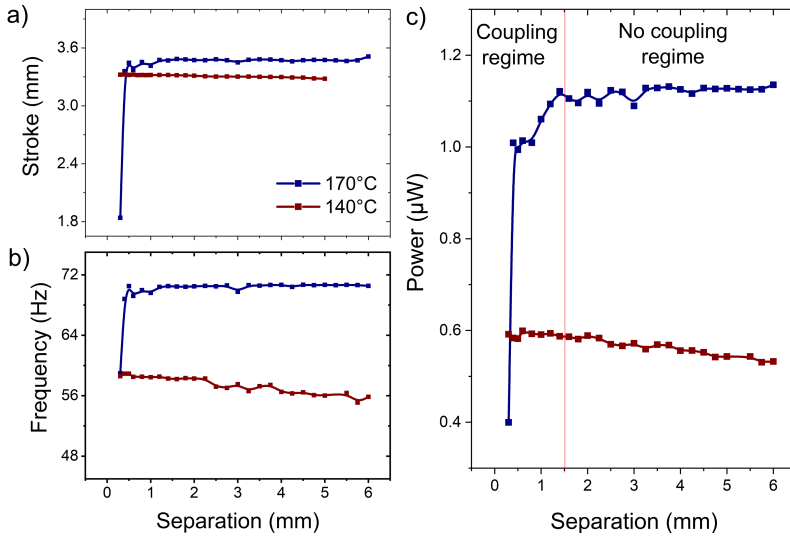 a)
Stroke (mm)
3.6
3.0
2.4
1.8
170°C
140°C
b)
Frequency (Hz)
72
64
56
48
0 1 2 3 4 5 6
Separation (mm)
c)
Coupling
regime
No coupling
regime
Power (µW)
1.2
1.0
0.8
0.6
0.4
0 1 2 3 4 5 6
Separation (mm)